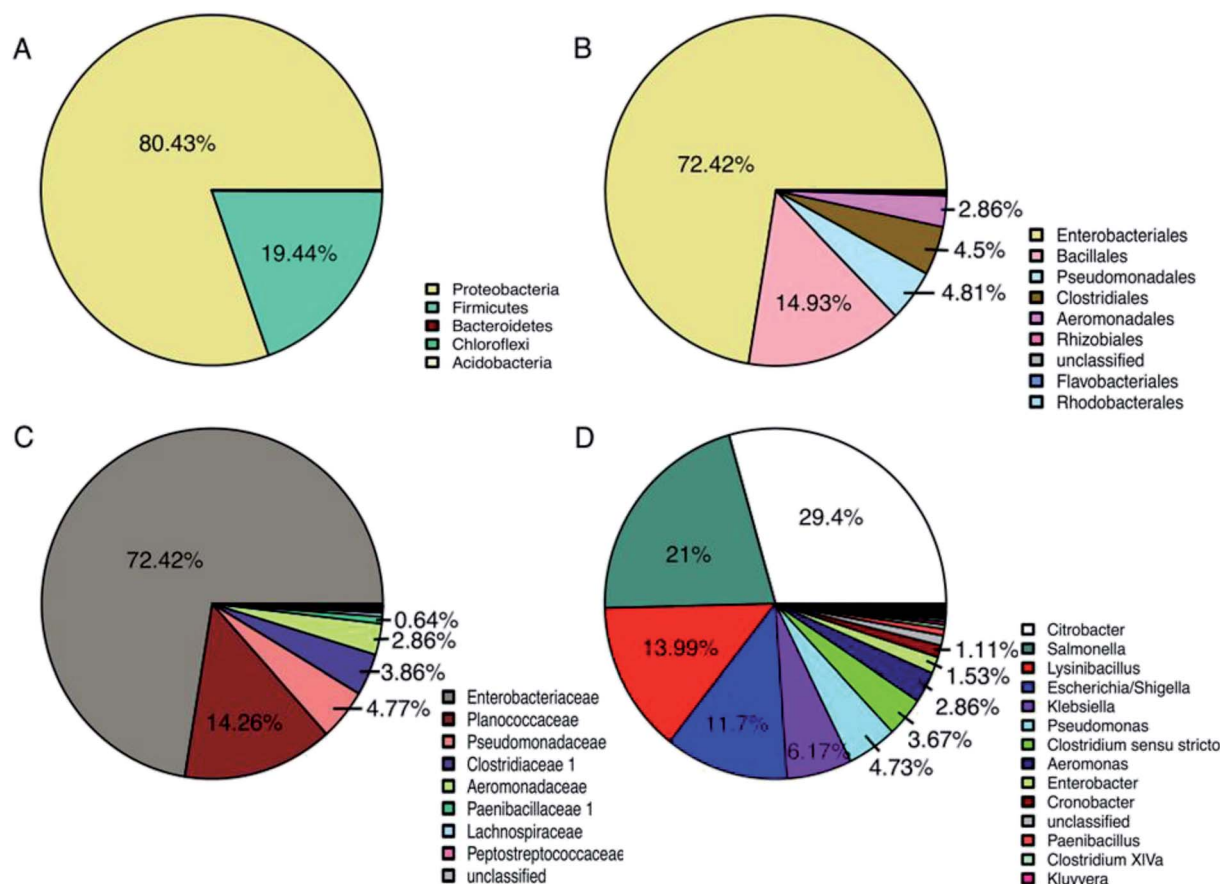 A
80.43%
19.44%
Proteobacteria
Firmicutes
Bacteroidetes
Chloroflexi
Acidobacteria
B
72.42%
14.93%
2.86%
4.5%
4.81%
Enterobacteriales
Bacillales
Pseudomonadales
Clostridiales
Aeromonadales
Rhizobiales
unclassified
Flavobacteriales
Rhodobacterales
C
72.42%
14.26%
0.64%
2.86%
3.86%
4.77%
Enterobacteriaceae
Planococcaceae
Pseudomonadaceae
Clostridiaceae 1
Aeromonadaceae
Paenibacillaceae 1
Lachnospiraceae
Peptostreptococcaceae
unclassified
D
29.4%
21%
13.99%
11.7%
6.17%
1.11%
1.53%
2.86%
3.67%
4.73%
Citrobacter
Salmonella
Lysinibacillus
Escherichia/Shigella
Klebsiella
Pseudomonas
Clostridium sensu stricto
Aeromonas
Enterobacter
Cronobacter
unclassified
Paenibacillus
Clostridium XIVa
Kluyvera